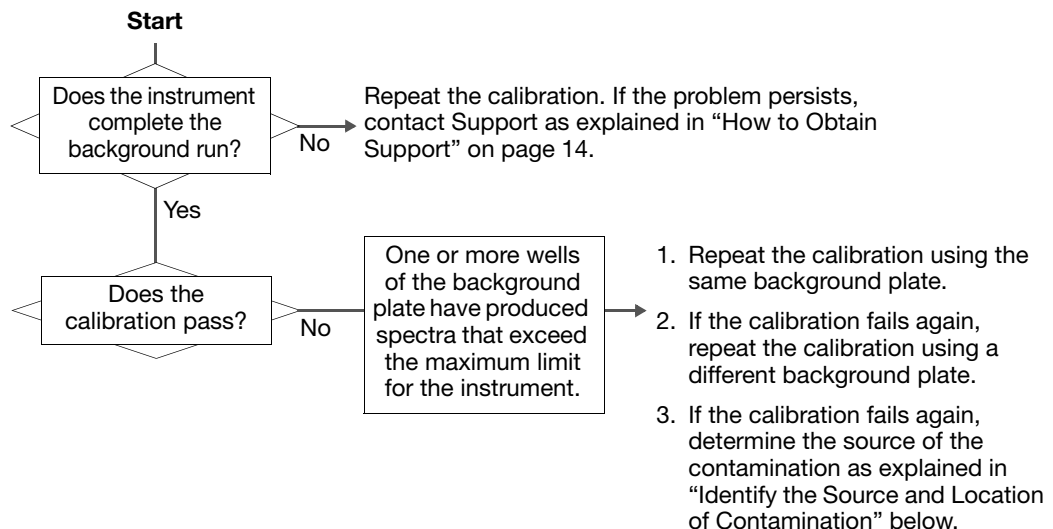 Start
Does the instrument
complete the
background run?
No
Repeat the calibration. If the problem persists,
contact Support as explained in “How to Obtain
Support” on page 14.
Yes
Does the
calibration pass?
No
One or more wells
of the background
plate have produced
spectra that exceed
the maximum limit
for the instrument.
1. Repeat the calibration using the
same background plate.
2. If the calibration fails again,
repeat the calibration using a
different background plate.
3. If the calibration fails again,
determine the source of the
contamination as explained in
“Identify the Source and Location
of Contamination” below.